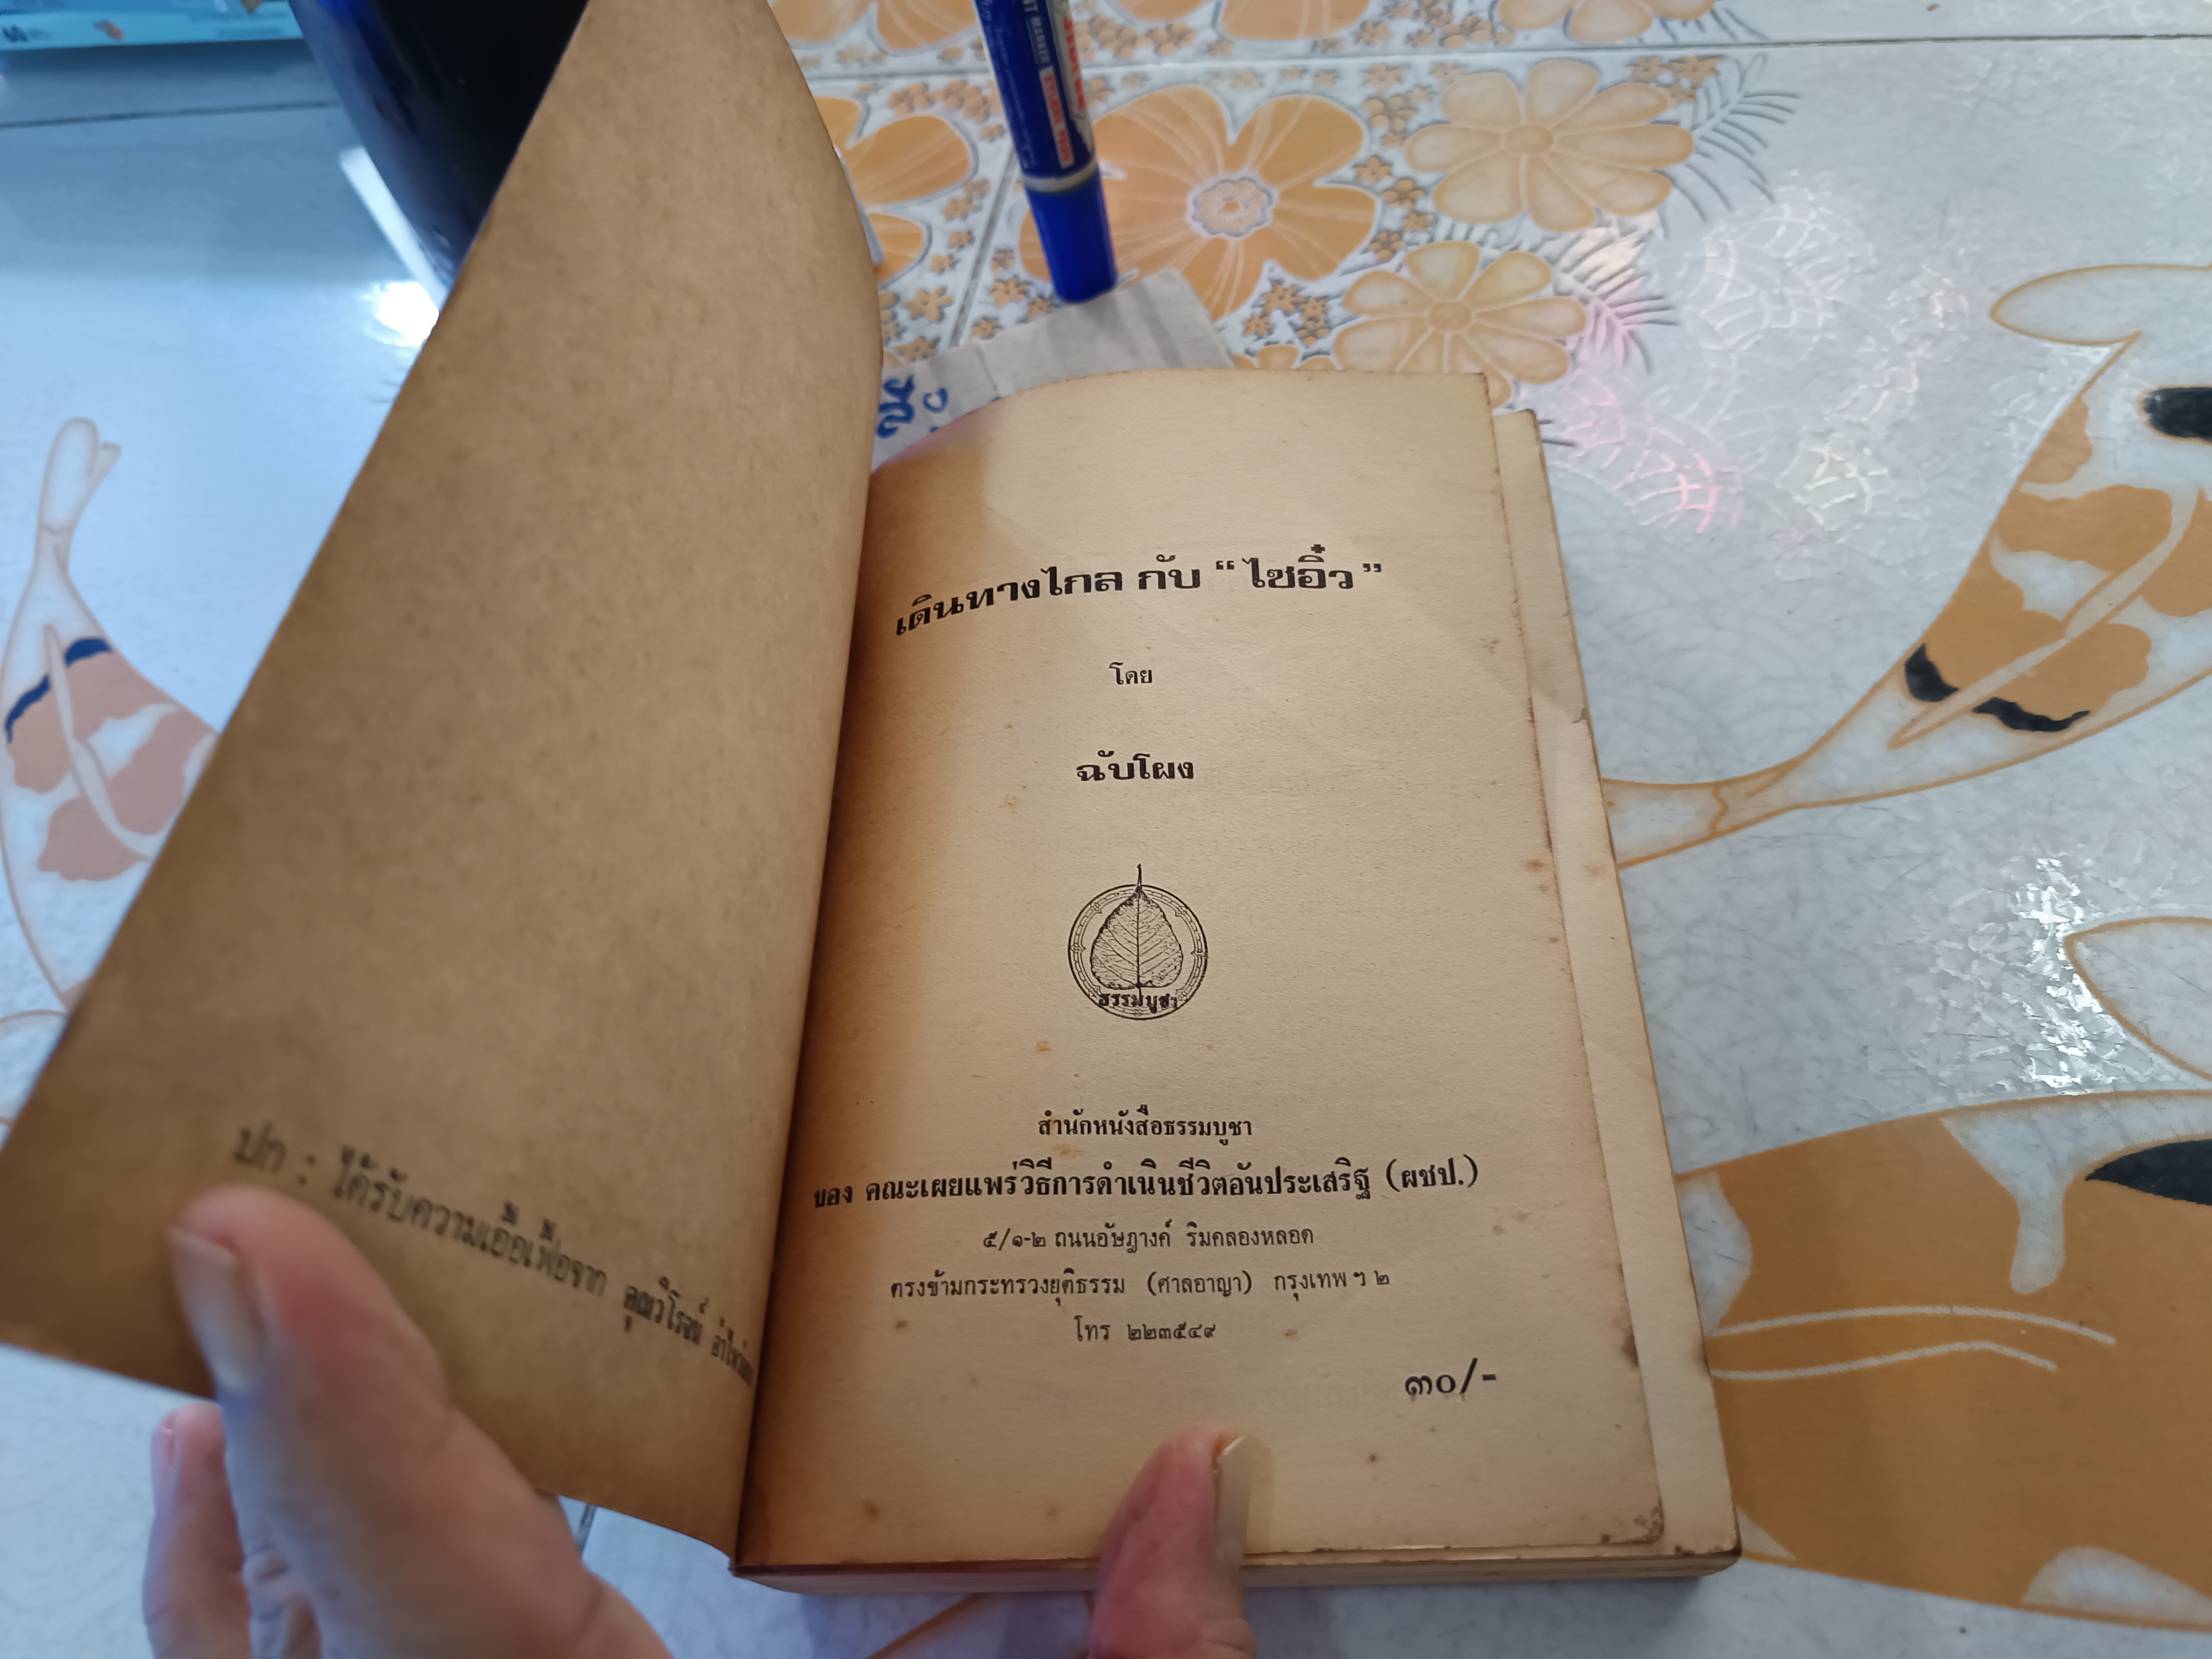 ปก : ได้รับความเอื้อเฟื้อจาก คุณวิโรจน์
เดินทางไกล กับ “ ไซอิ๋ว ”
โดย
ฉับโผง
ธรรมบูชา
สำนักหนังสือธรรมบูชา
ของ คณะเผยแพร่วิธีการดำเนินชีวิตอันประเสริฐ (ผชป.)
๕/๑-๒ ถนนอัษฎางค์ ริมคลองหลอด
ตรงข้ามกระทรวงยุติธรรม (ศาลอาญา) กรุงเทพ ฯ ๒
โทร ๒๒๓๕๔๙
๓๐/-